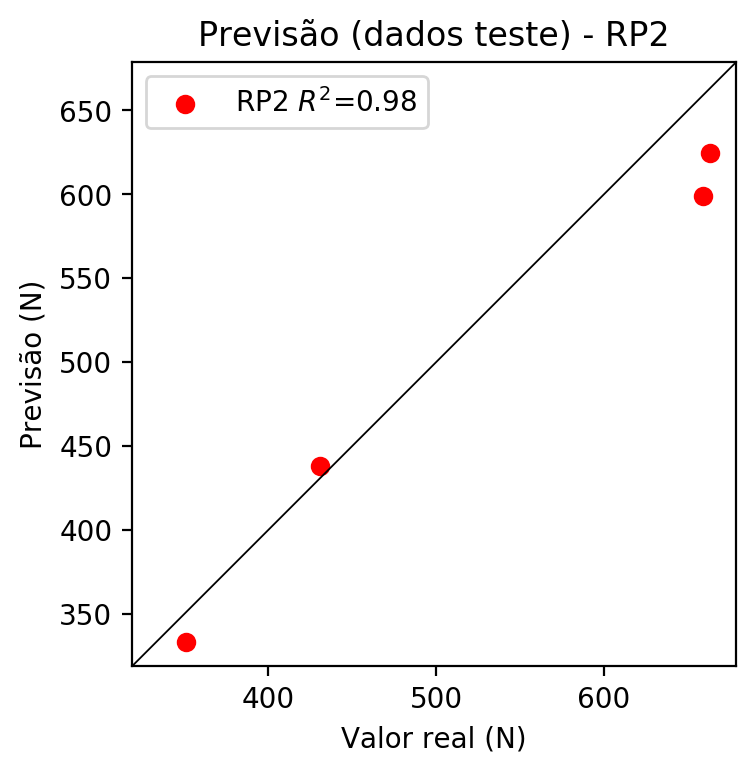 Previsão (dados teste) - RP2
RP2 R²=0.98
Previsão (N)
650
600
550
500
450
400
350
400 500 600
Valor real (N)